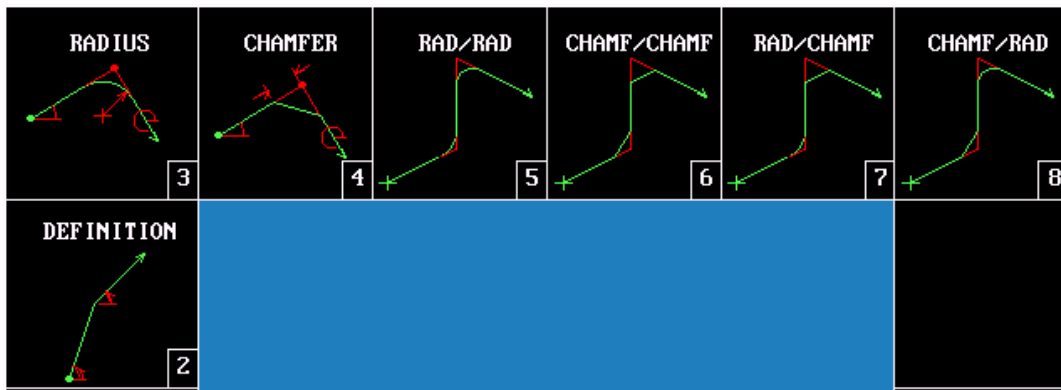 RADIUS
3
CHAMFER
4
RAD/RAD
5
CHAMF/CHAMF
6
RAD/CHAMF
7
CHAMF/RAD
8
DEFINITION
2